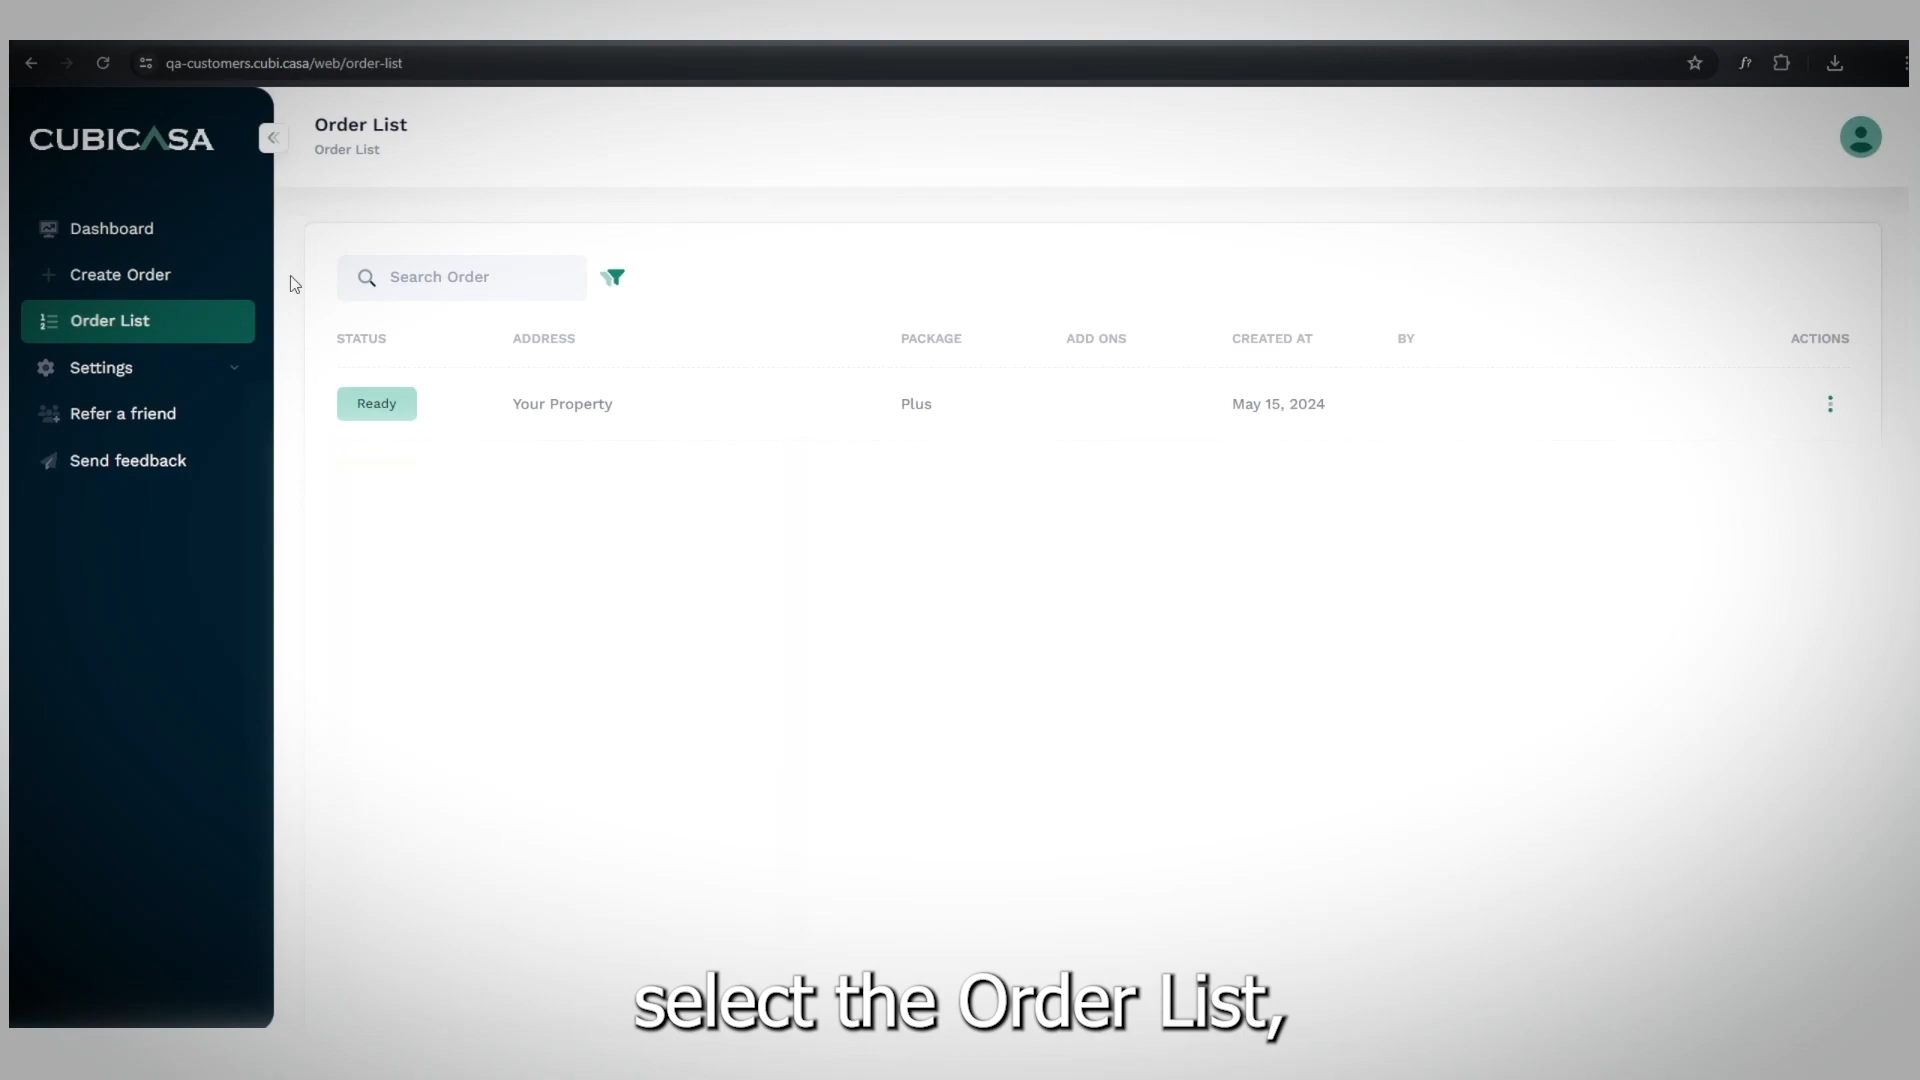 qa-customers.cubi.casa/web/order-list
f?
CUBICASA
Order List
Order List
Dashboard
Create Order
Order List
Settings
Refer a friend
Send feedback
Search Order
STATUS ADDRESS PACKAGE ADD ONS CREATED AT BY ACTIONS
Ready Your Property Plus May 15, 2024
select the Order List,